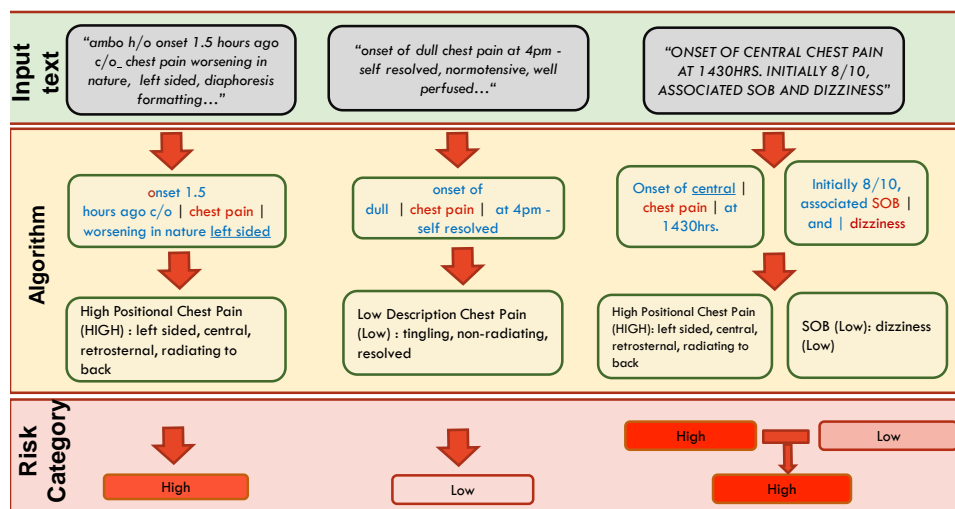 Input
text
“ambo h/o onset 1.5 hours ago
c/o_ chest pain worsening in
nature, left sided, diaphoresis
formatting…”
“onset of dull chest pain at 4pm -
self resolved, normotensive, well
perfused…“
“ONSET OF CENTRAL CHEST PAIN
AT 1430HRS. INITIALLY 8/10,
ASSOCIATED SOB AND DIZZINESS”
Algorithm
onset 1.5
hours ago c/o | chest pain |
worsening in nature left sided
onset of
dull | chest pain | at 4pm -
self resolved
Onset of central |
chest pain | at
1430hrs.
Initially 8/10,
associated SOB |
and | dizziness
High Positional Chest Pain
(HIGH) : left sided, central,
retrosternal, radiating to
back
Low Description Chest Pain
(Low) : tingling, non-radiating,
resolved
High Positional Chest Pain
(HIGH): left sided, central,
retrosternal, radiating to
back
SOB (Low): dizziness
(Low)
Risk
Category
High
Low
High
Low
High